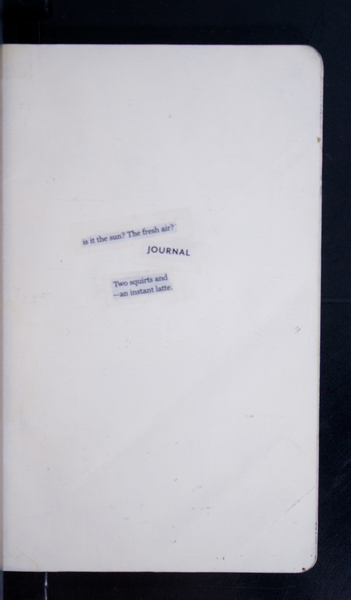 is it the sun? The fresh air?
JOURNAL
Two squirts and
—an instant latte.